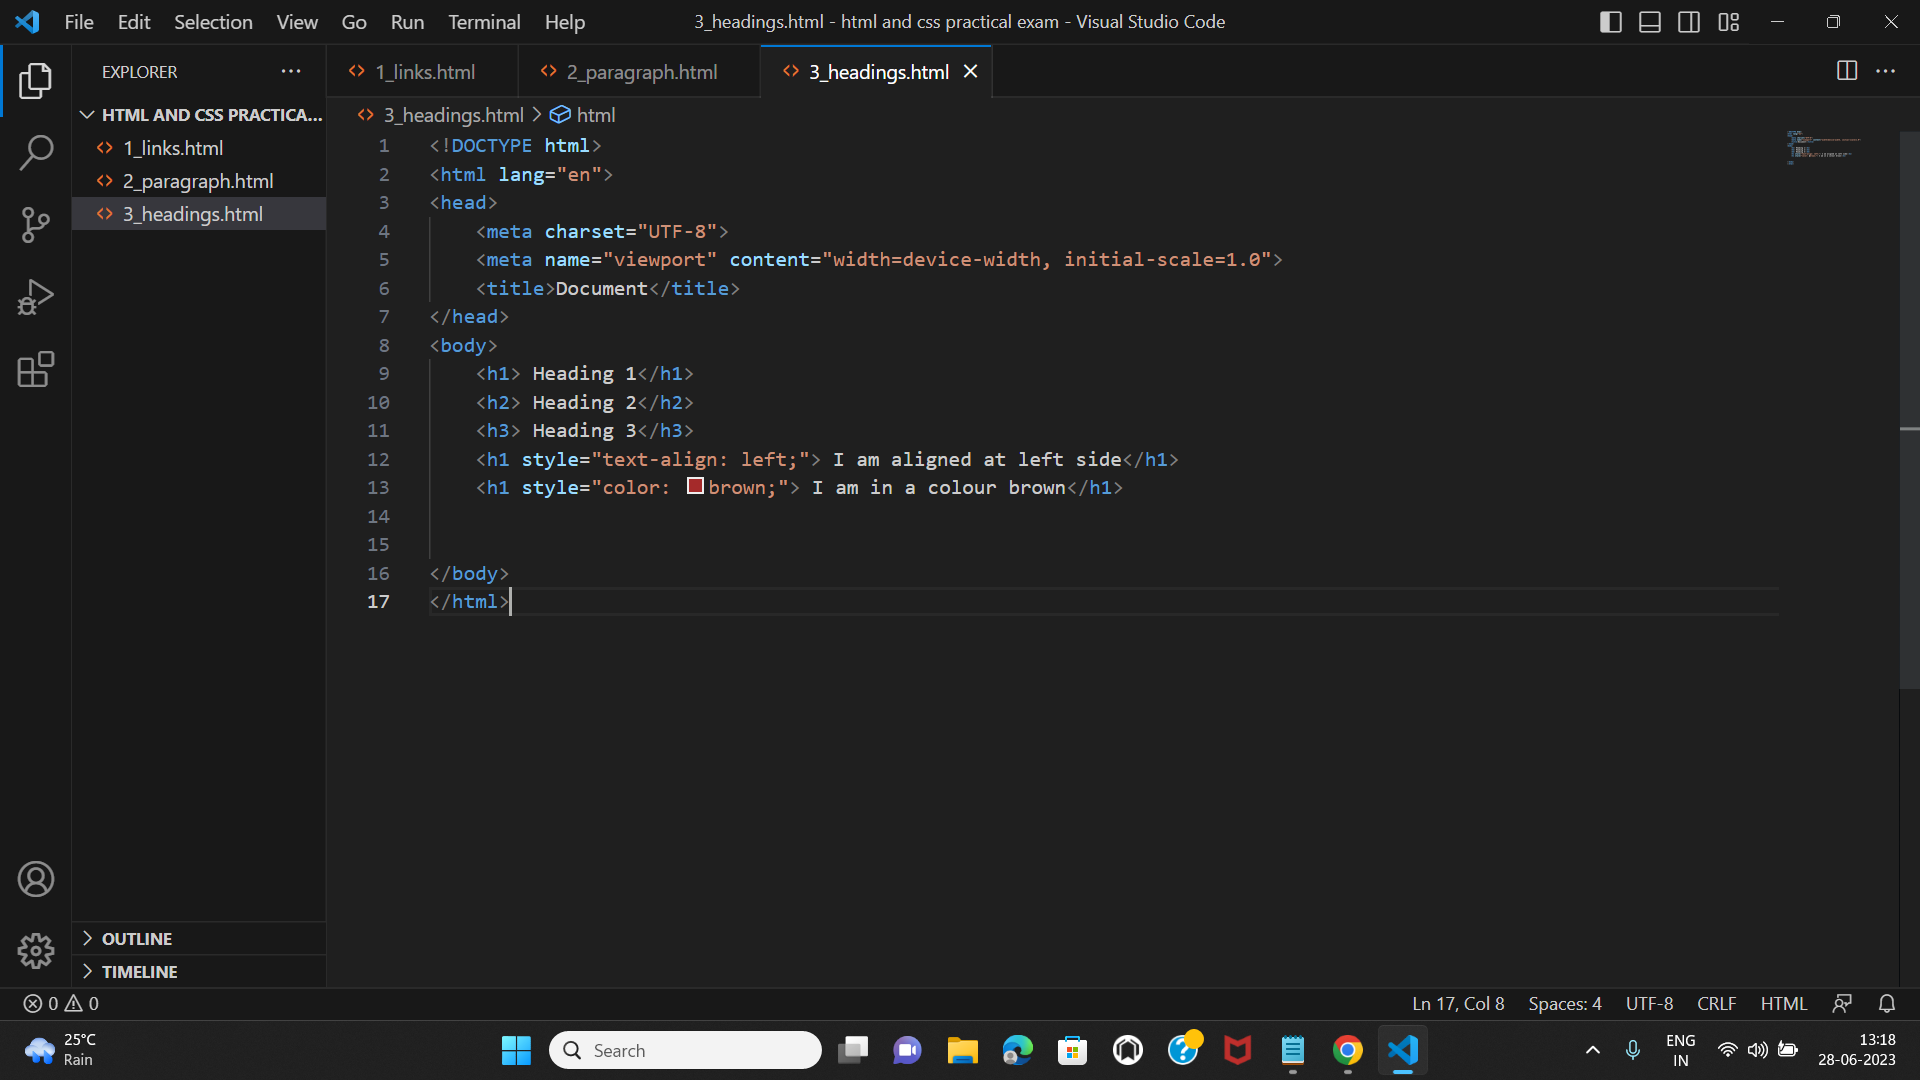 File Edit Selection View Go Run Terminal Help
3_headings.html - html and css practical exam - Visual Studio Code
EXPLORER
HTML AND CSS PRACTICA...
1_links.html
2_paragraph.html
3_headings.html
1_links.html 2_paragraph.html 3_headings.html
3_headings.html > html
1 <!DOCTYPE html>
2 <html lang="en">
3 <head>
4 <meta charset="UTF-8">
5 <meta name="viewport" content="width=device-width, initial-scale=1.0">
6 <title>Document</title>
7 </head>
8 <body>
9 <h1> Heading 1</h1>
10 <h2> Heading 2</h2>
11 <h3> Heading 3</h3>
12 <h1 style="text-align: left;"> I am aligned at left side</h1>
13 <h1 style="color: brown;"> I am in a colour brown</h1>
14
15
16 </body>
17 </html>
OUTLINE
TIMELINE
0 0
Ln 17, Col 8 Spaces: 4 UTF-8 CRLF HTML
25°C
Rain
Search
ENG
IN
13:18
28-06-2023